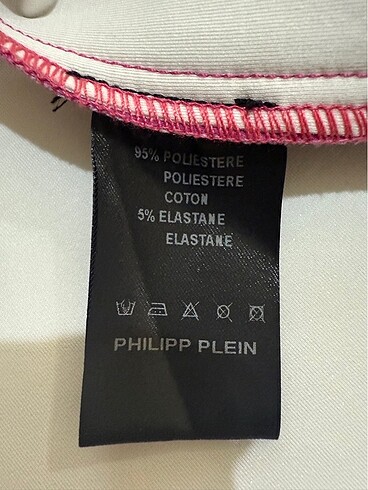 95% POLIESTERE
POLIESTERE
COTON
5% ELASTANE
ELASTANE
PHILIPP PLEIN